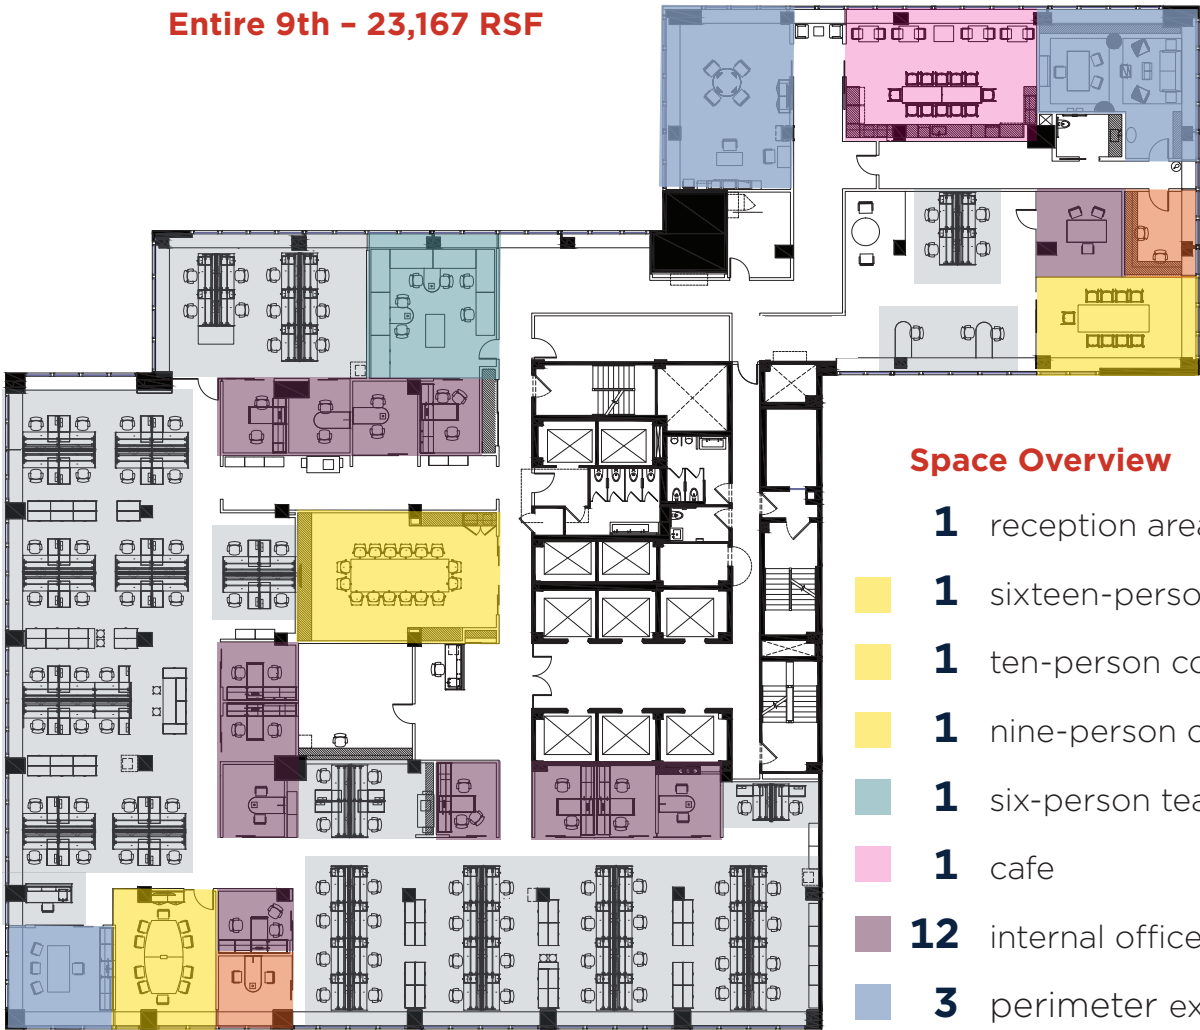 Entire 9th – 23,167 RSF
Space Overview
1 reception area
1 sixteen-perso
1 ten-person co
1 nine-person c
1 six-person tea
1 cafe
12 internal office
3 perimeter ex